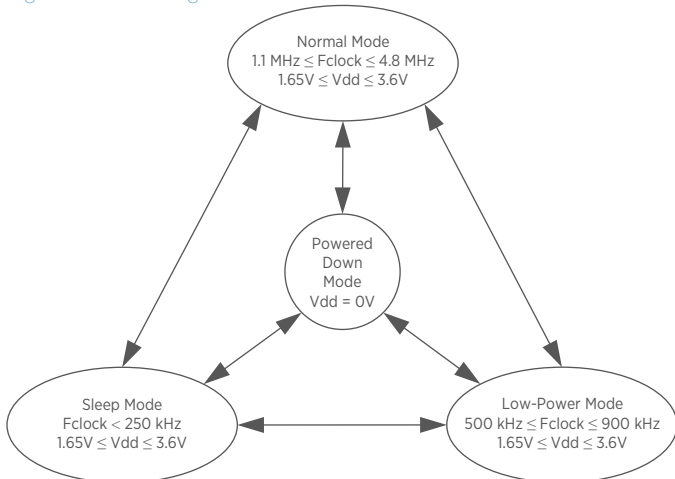 Normal Mode
1.1 MHz ≤ Fclock ≤ 4.8 MHz
1.65V ≤ Vdd ≤ 3.6V
Powered
Down
Mode
Vdd = 0V
Sleep Mode
Fclock < 250 kHz
1.65V ≤ Vdd ≤ 3.6V
Low-Power Mode
500 kHz ≤ Fclock ≤ 900 kHz
1.65V ≤ Vdd ≤ 3.6V